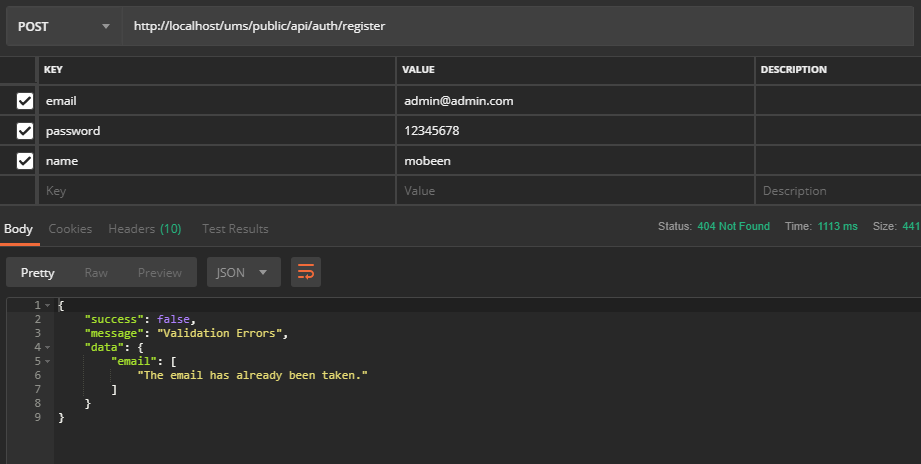 POST http://localhost/ums/public/api/auth/register
KEY VALUE DESCRIPTION
email admin@admin.com
password 12345678
name mobeen
Key Value Description
Body Cookies Headers (10) Test Results Status: 404 Not Found Time: 1113 ms Size: 441
Pretty Raw Preview JSON
1 {
2 "success": false,
3 "message": "Validation Errors",
4 "data": {
5 "email": [
6 "The email has already been taken."
7 ]
8 }
9 }